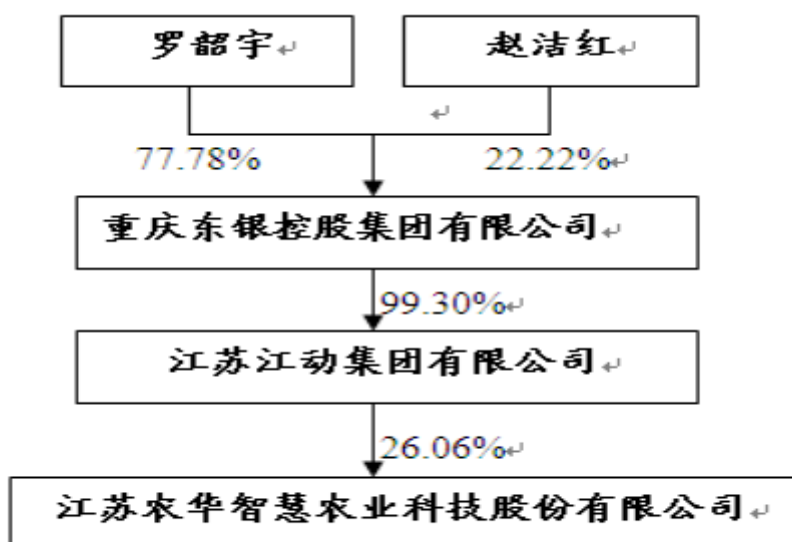 罗韶宇
赵洁红
77.78%
22.22%
重庆东银控股集团有限公司
99.30%
江苏江动集团有限公司
26.06%
江苏农华智慧农业科技股份有限公司